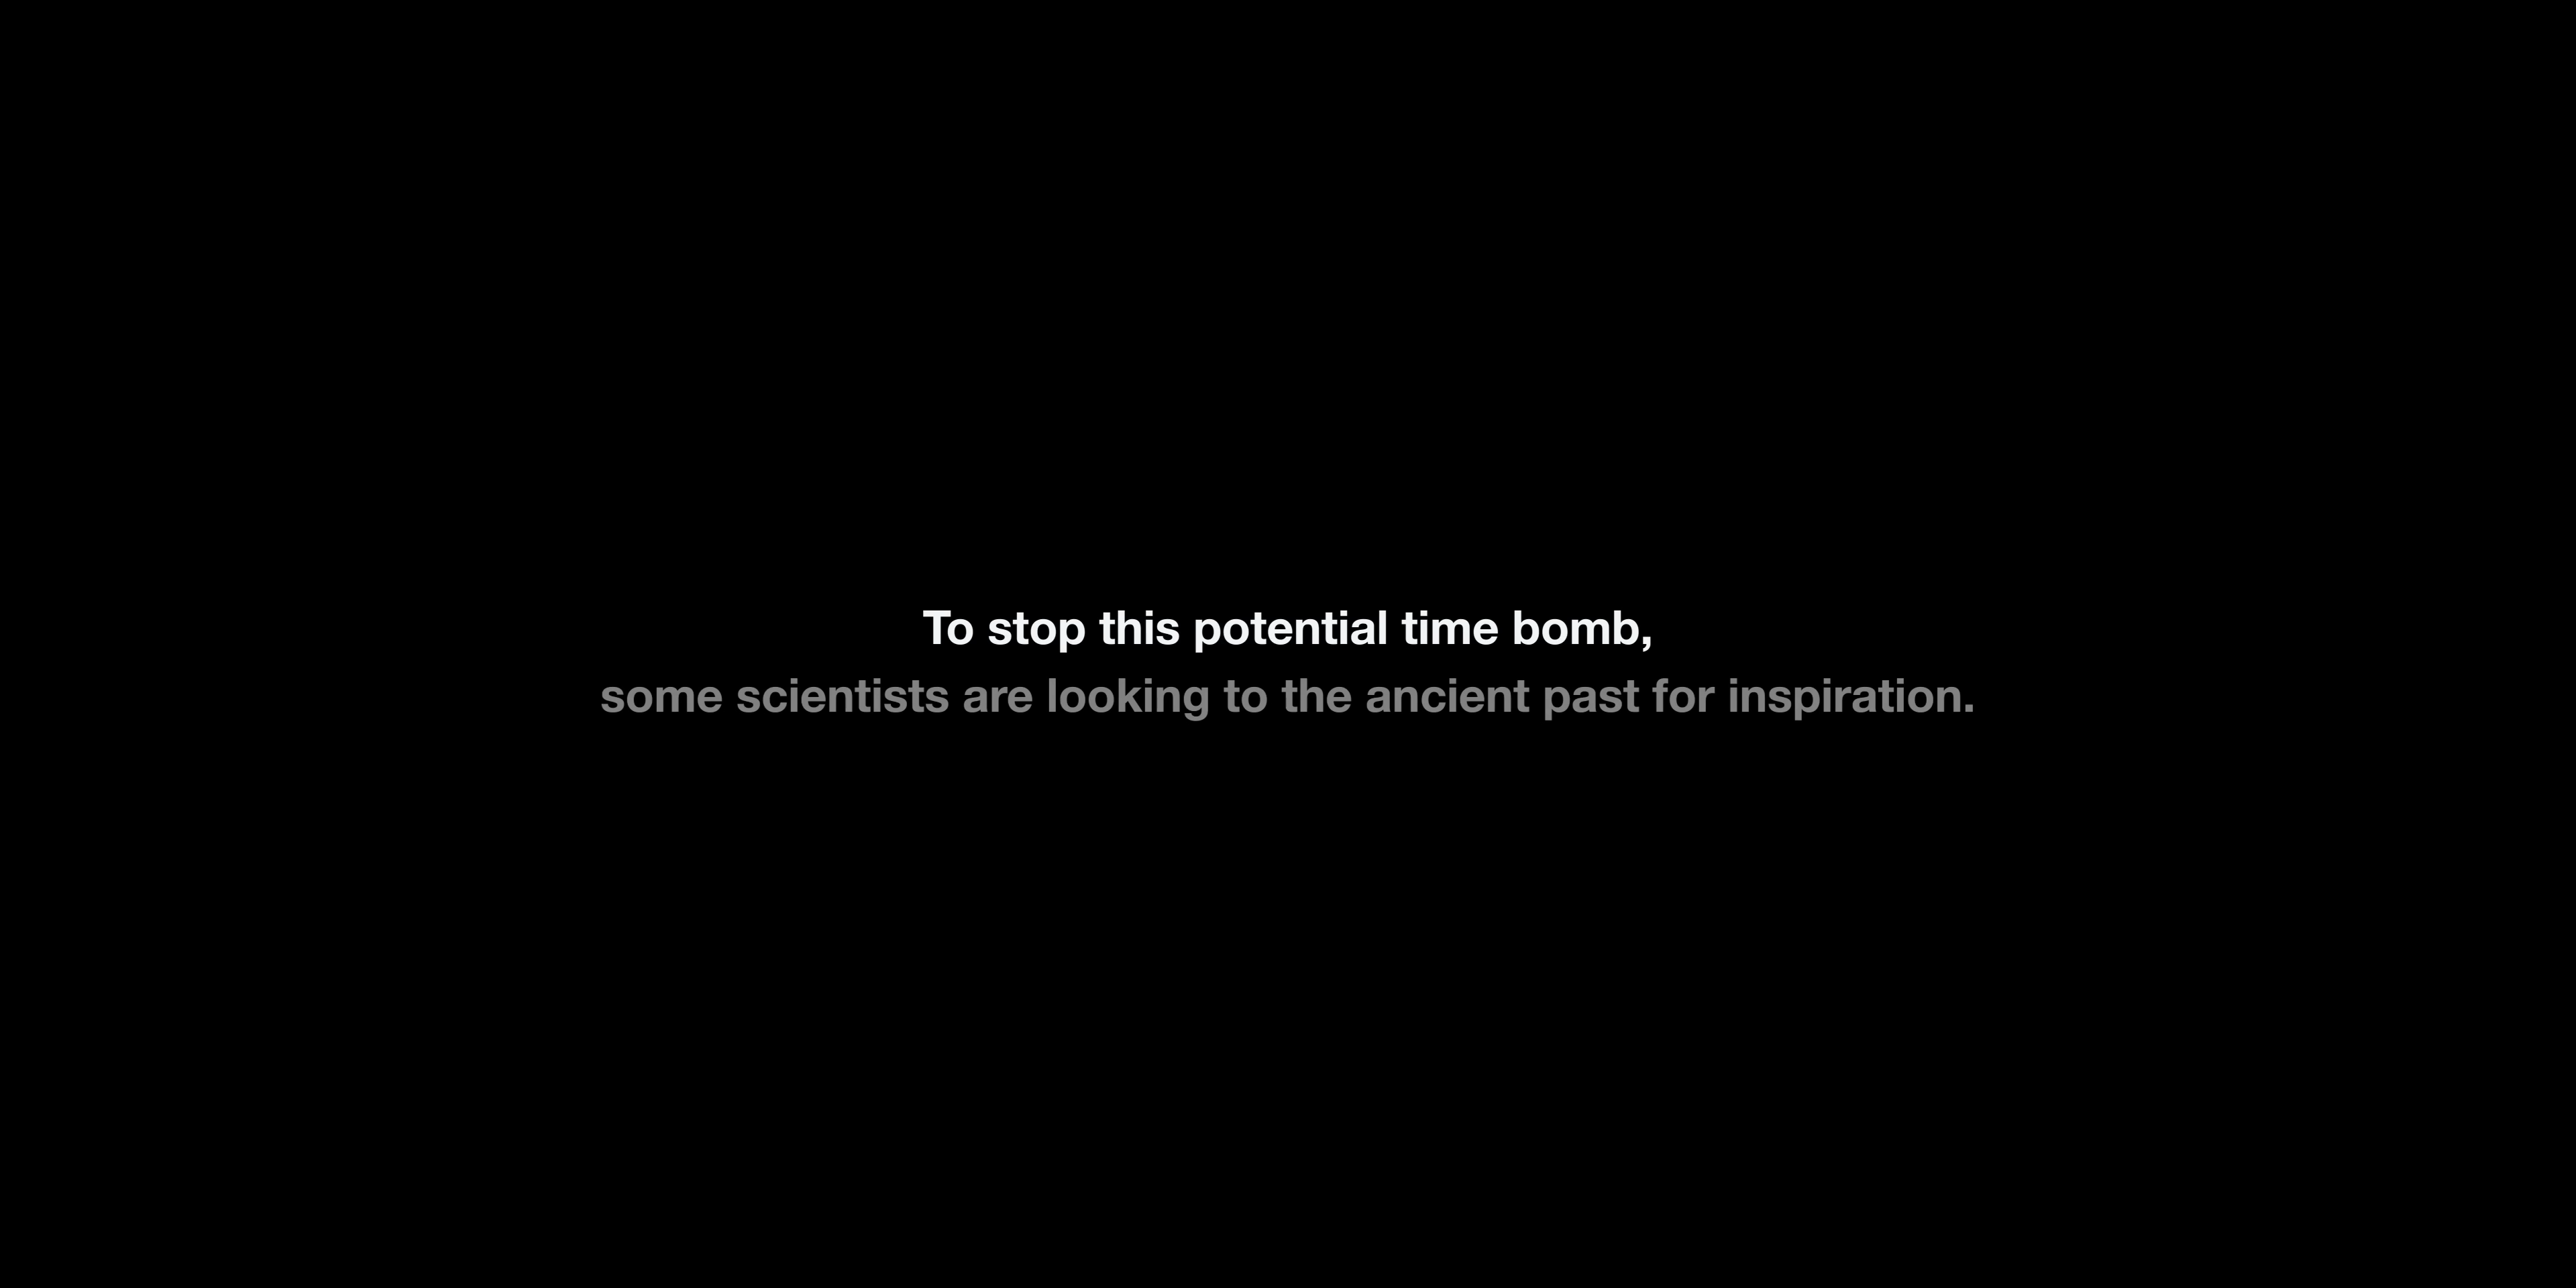 To stop this potential time bomb,
some scientists are looking to the ancient past for inspiration.